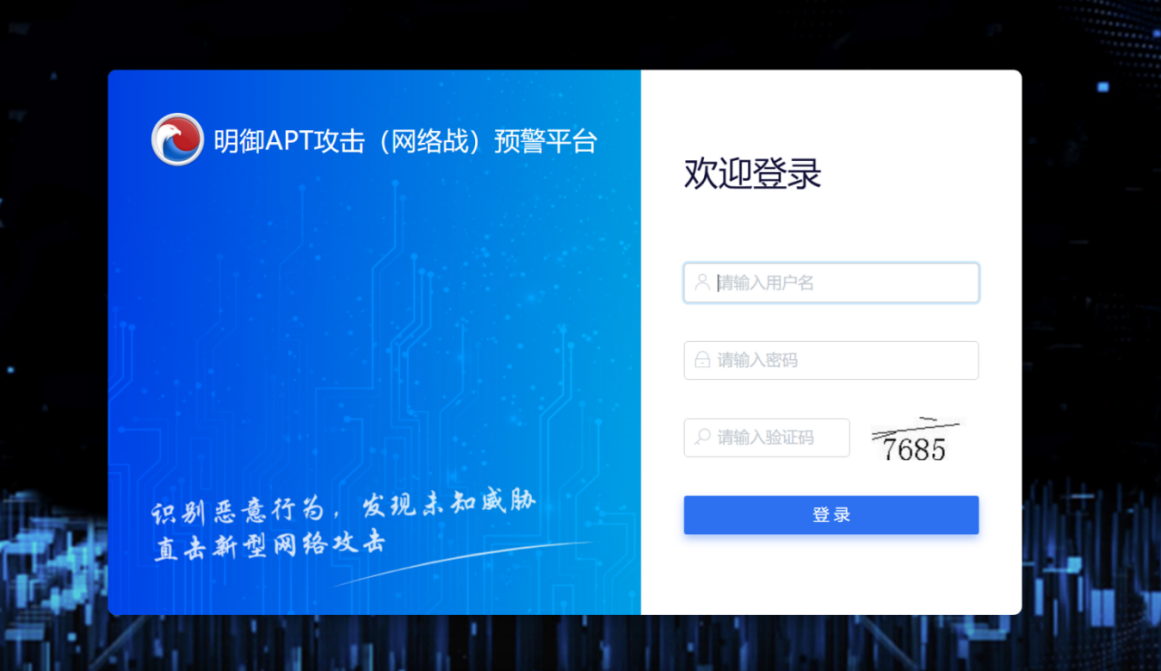 明御APT攻击（网络战）预警平台
识别恶意行为，发现未知威胁
直击新型网络攻击
欢迎登录
请输入用户名
请输入密码
请输入验证码
7685
登录